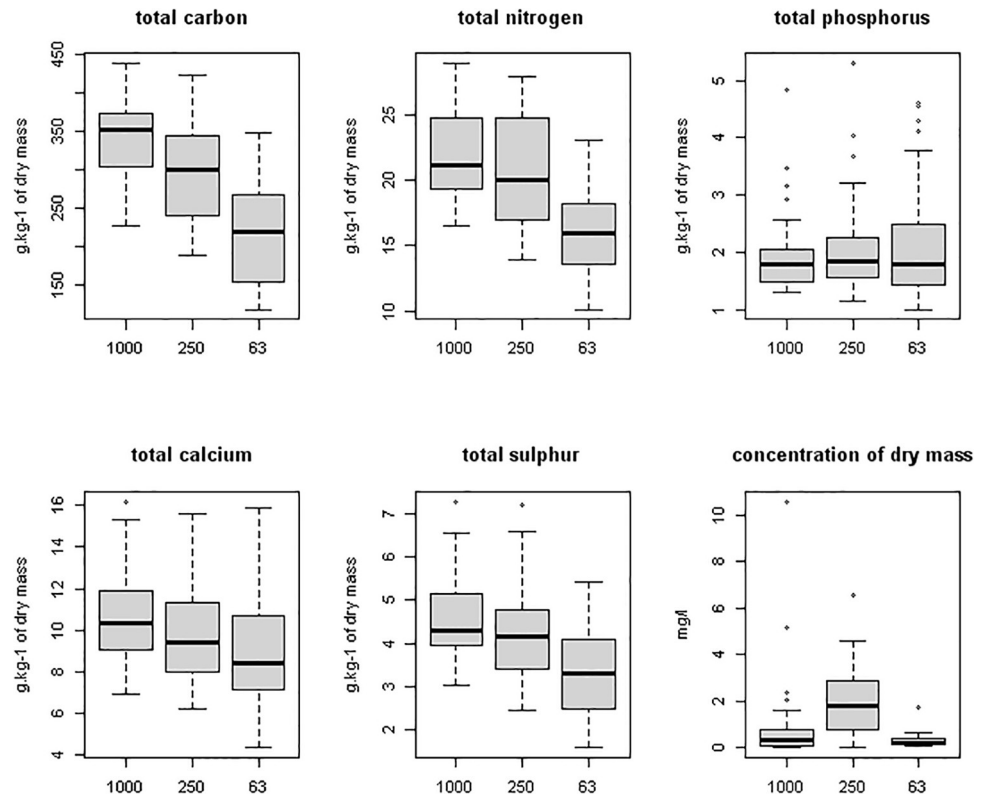 total carbon
g.kg-1 of dry mass
450
350
250
150
1000 250 63
total nitrogen
g.kg-1 of dry mass
25
20
15
10
1000 250 63
total phosphorus
g.kg-1 of dry mass
5
4
3
2
1
1000 250 63
total calcium
g.kg-1 of dry mass
16
14
12
10
8
6
4
1000 250 63
total sulphur
g.kg-1 of dry mass
7
6
5
4
3
2
1000 250 63
concentration of dry mass
mg/l
10
8
6
4
2
0
1000 250 63